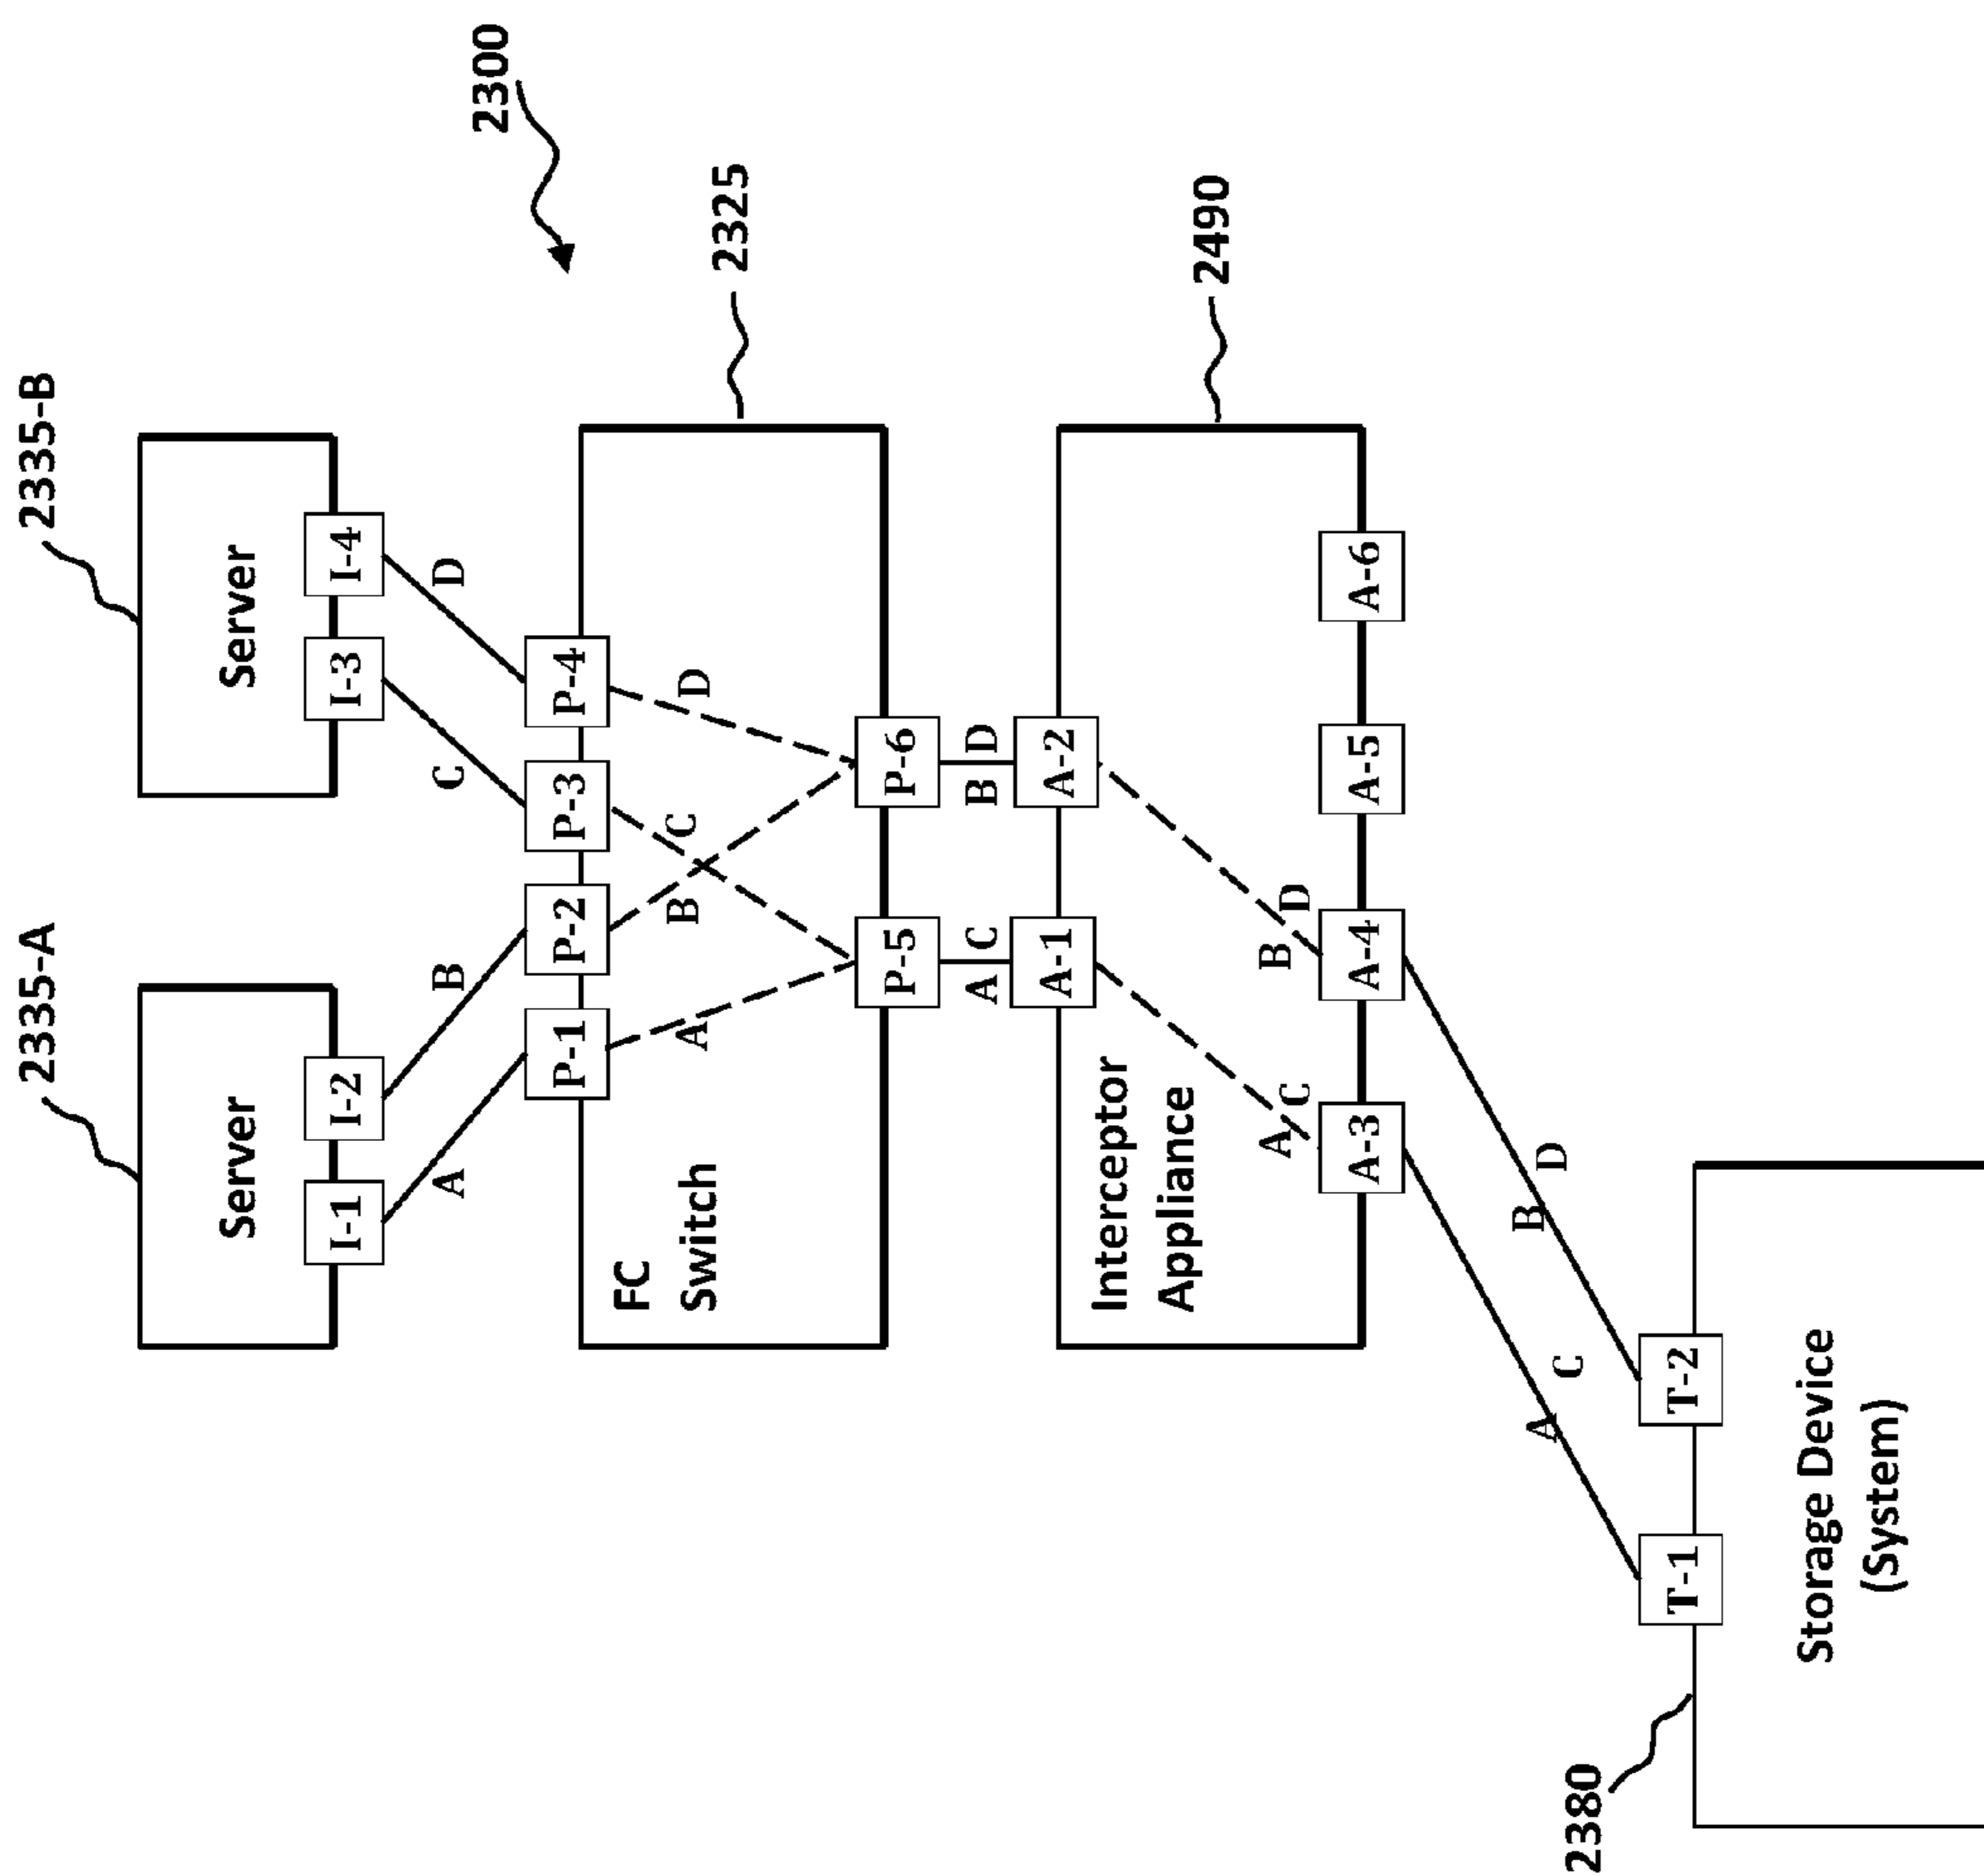 2300
2335-A
2335-B
Server
Server
I-1
I-2
I-3
I-4
A
B
C
D
P-1
P-2
P-3
P-4
2325
FC
Switch
A
B
C
D
P-5
P-6
A C
B D
A-1
A-2
2490
Interceptor
Appliance
A C
B D
A-3
A-4
A-5
A-6
A C
B D
T-1
T-2
2380
Storage Device
(System)